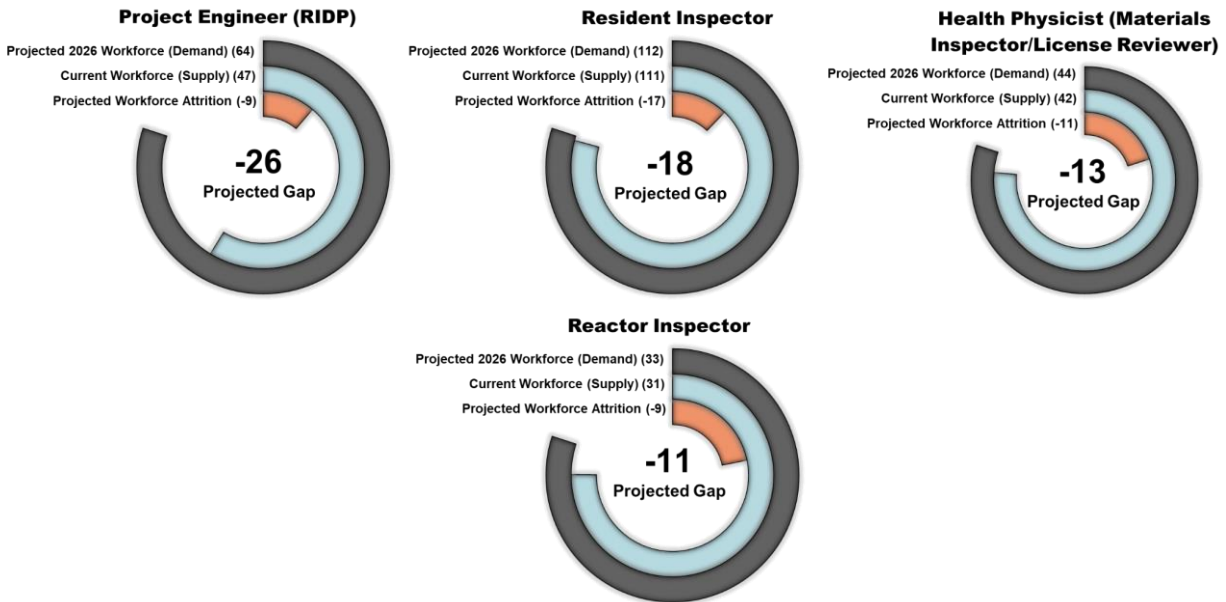 Project Engineer (RIDP)
Projected 2026 Workforce (Demand) (64)
Current Workforce (Supply) (47)
Projected Workforce Attrition (-9)
-26
Projected Gap
Resident Inspector
Projected 2026 Workforce (Demand) (112)
Current Workforce (Supply) (111)
Projected Workforce Attrition (-17)
-18
Projected Gap
Health Physicist (Materials
Inspector/License Reviewer)
Projected 2026 Workforce (Demand) (44)
Current Workforce (Supply) (42)
Projected Workforce Attrition (-11)
-13
Projected Gap
Reactor Inspector
Projected 2026 Workforce (Demand) (33)
Current Workforce (Supply) (31)
Projected Workforce Attrition (-9)
-11
Projected Gap